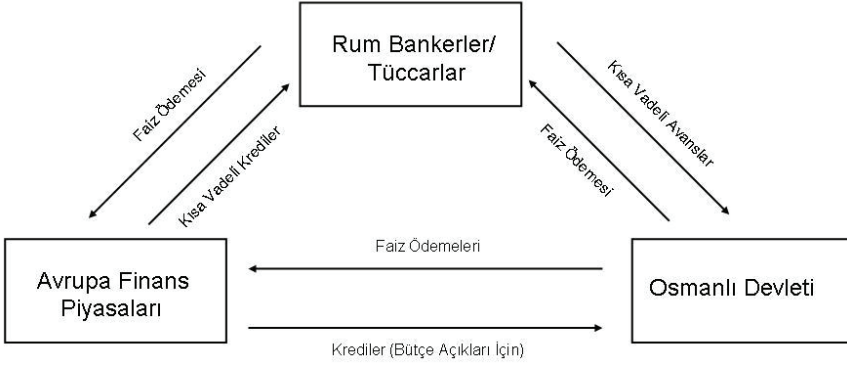 Rum Bankerler/
Tüccarlar
Faiz Ödemesi
Kısa Vadeli Krediler
Kısa Vadeli Avanslar
Faiz Ödemesi
Avrupa Finans
Piyasaları
Faiz Ödemeleri
Osmanlı Devleti
Krediler (Bütçe Açıkları İçin)